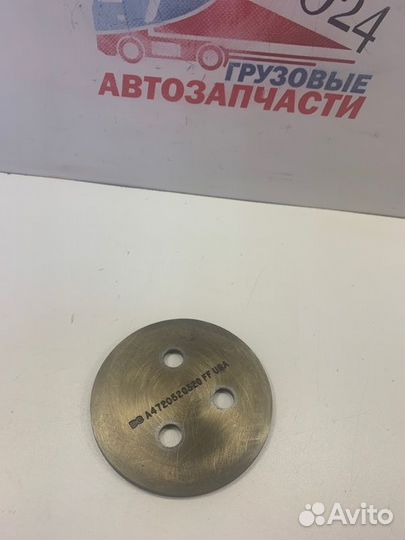 024
ГРУЗОВЫЕ
АВТОЗАПЧАСТИ
A4720520520 FF USA
Avito